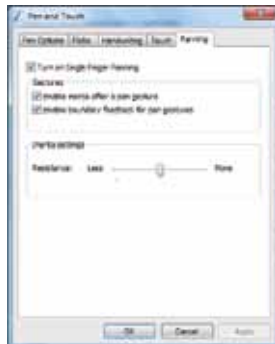 Pen and Touch
Pen Options Flicks Handwriting Touch Panning
Turn on Single Finger Panning
Gestures
Enable inertia after a pan gesture
Enable boundary feedback for pan gestures
Inertia settings
Resistance: Less More
OK Cancel Apply